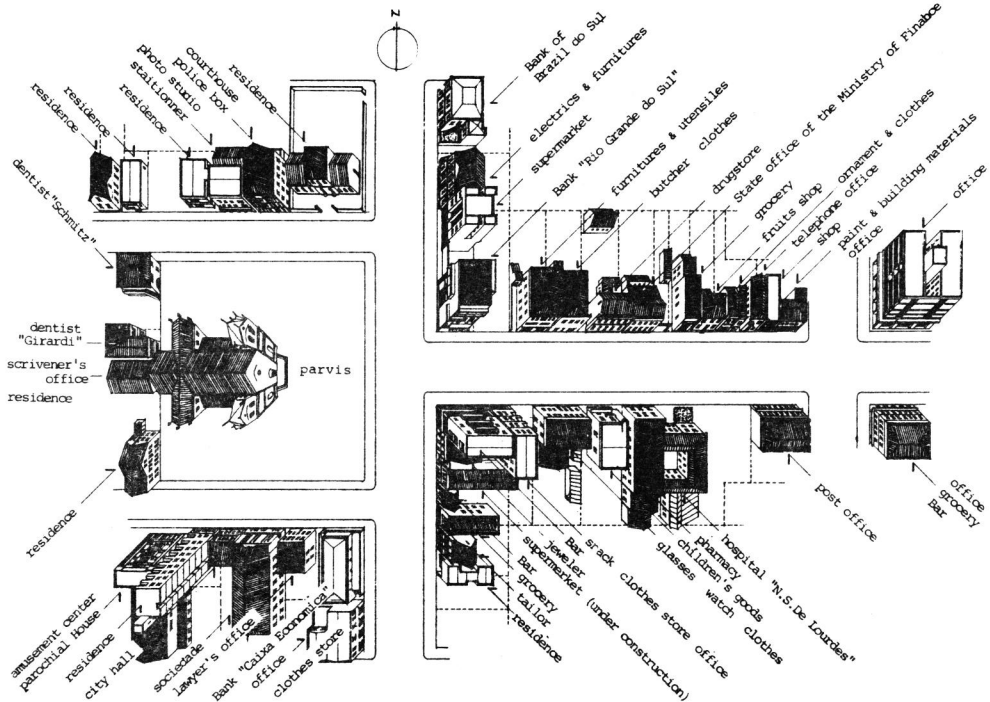 N
residence
residence
residence
staitionner
photo studio
police box
courthouse
residence
Bank of
Brazil do Sul
electrics & furnitures
supermarket
Bank "Rio Grande do Sul"
furnitures & utensiles
butcher clothes
drugstore
State office of the Ministry of Finabce
grocery
fruits shop
ornament & clothes
telephone office
shop
paint & building materials
office
office
dentist"Schmitz"
dentist
"Girardi"
scrivener's
office
residence
parvis
residence
amusement center
parochial House
residence
city hall
sociedade
lawyer's office
Bank "Caixa Economica"
office
clothes store
residence
tailor
grocery
Bar
supermarket (under construction)
jeweler
Bar
snack clothes store office
glasses watch clothes
children's goods
pharmacy
hospital "N.S.De Lourdes"
post office
office
grocery
Bar